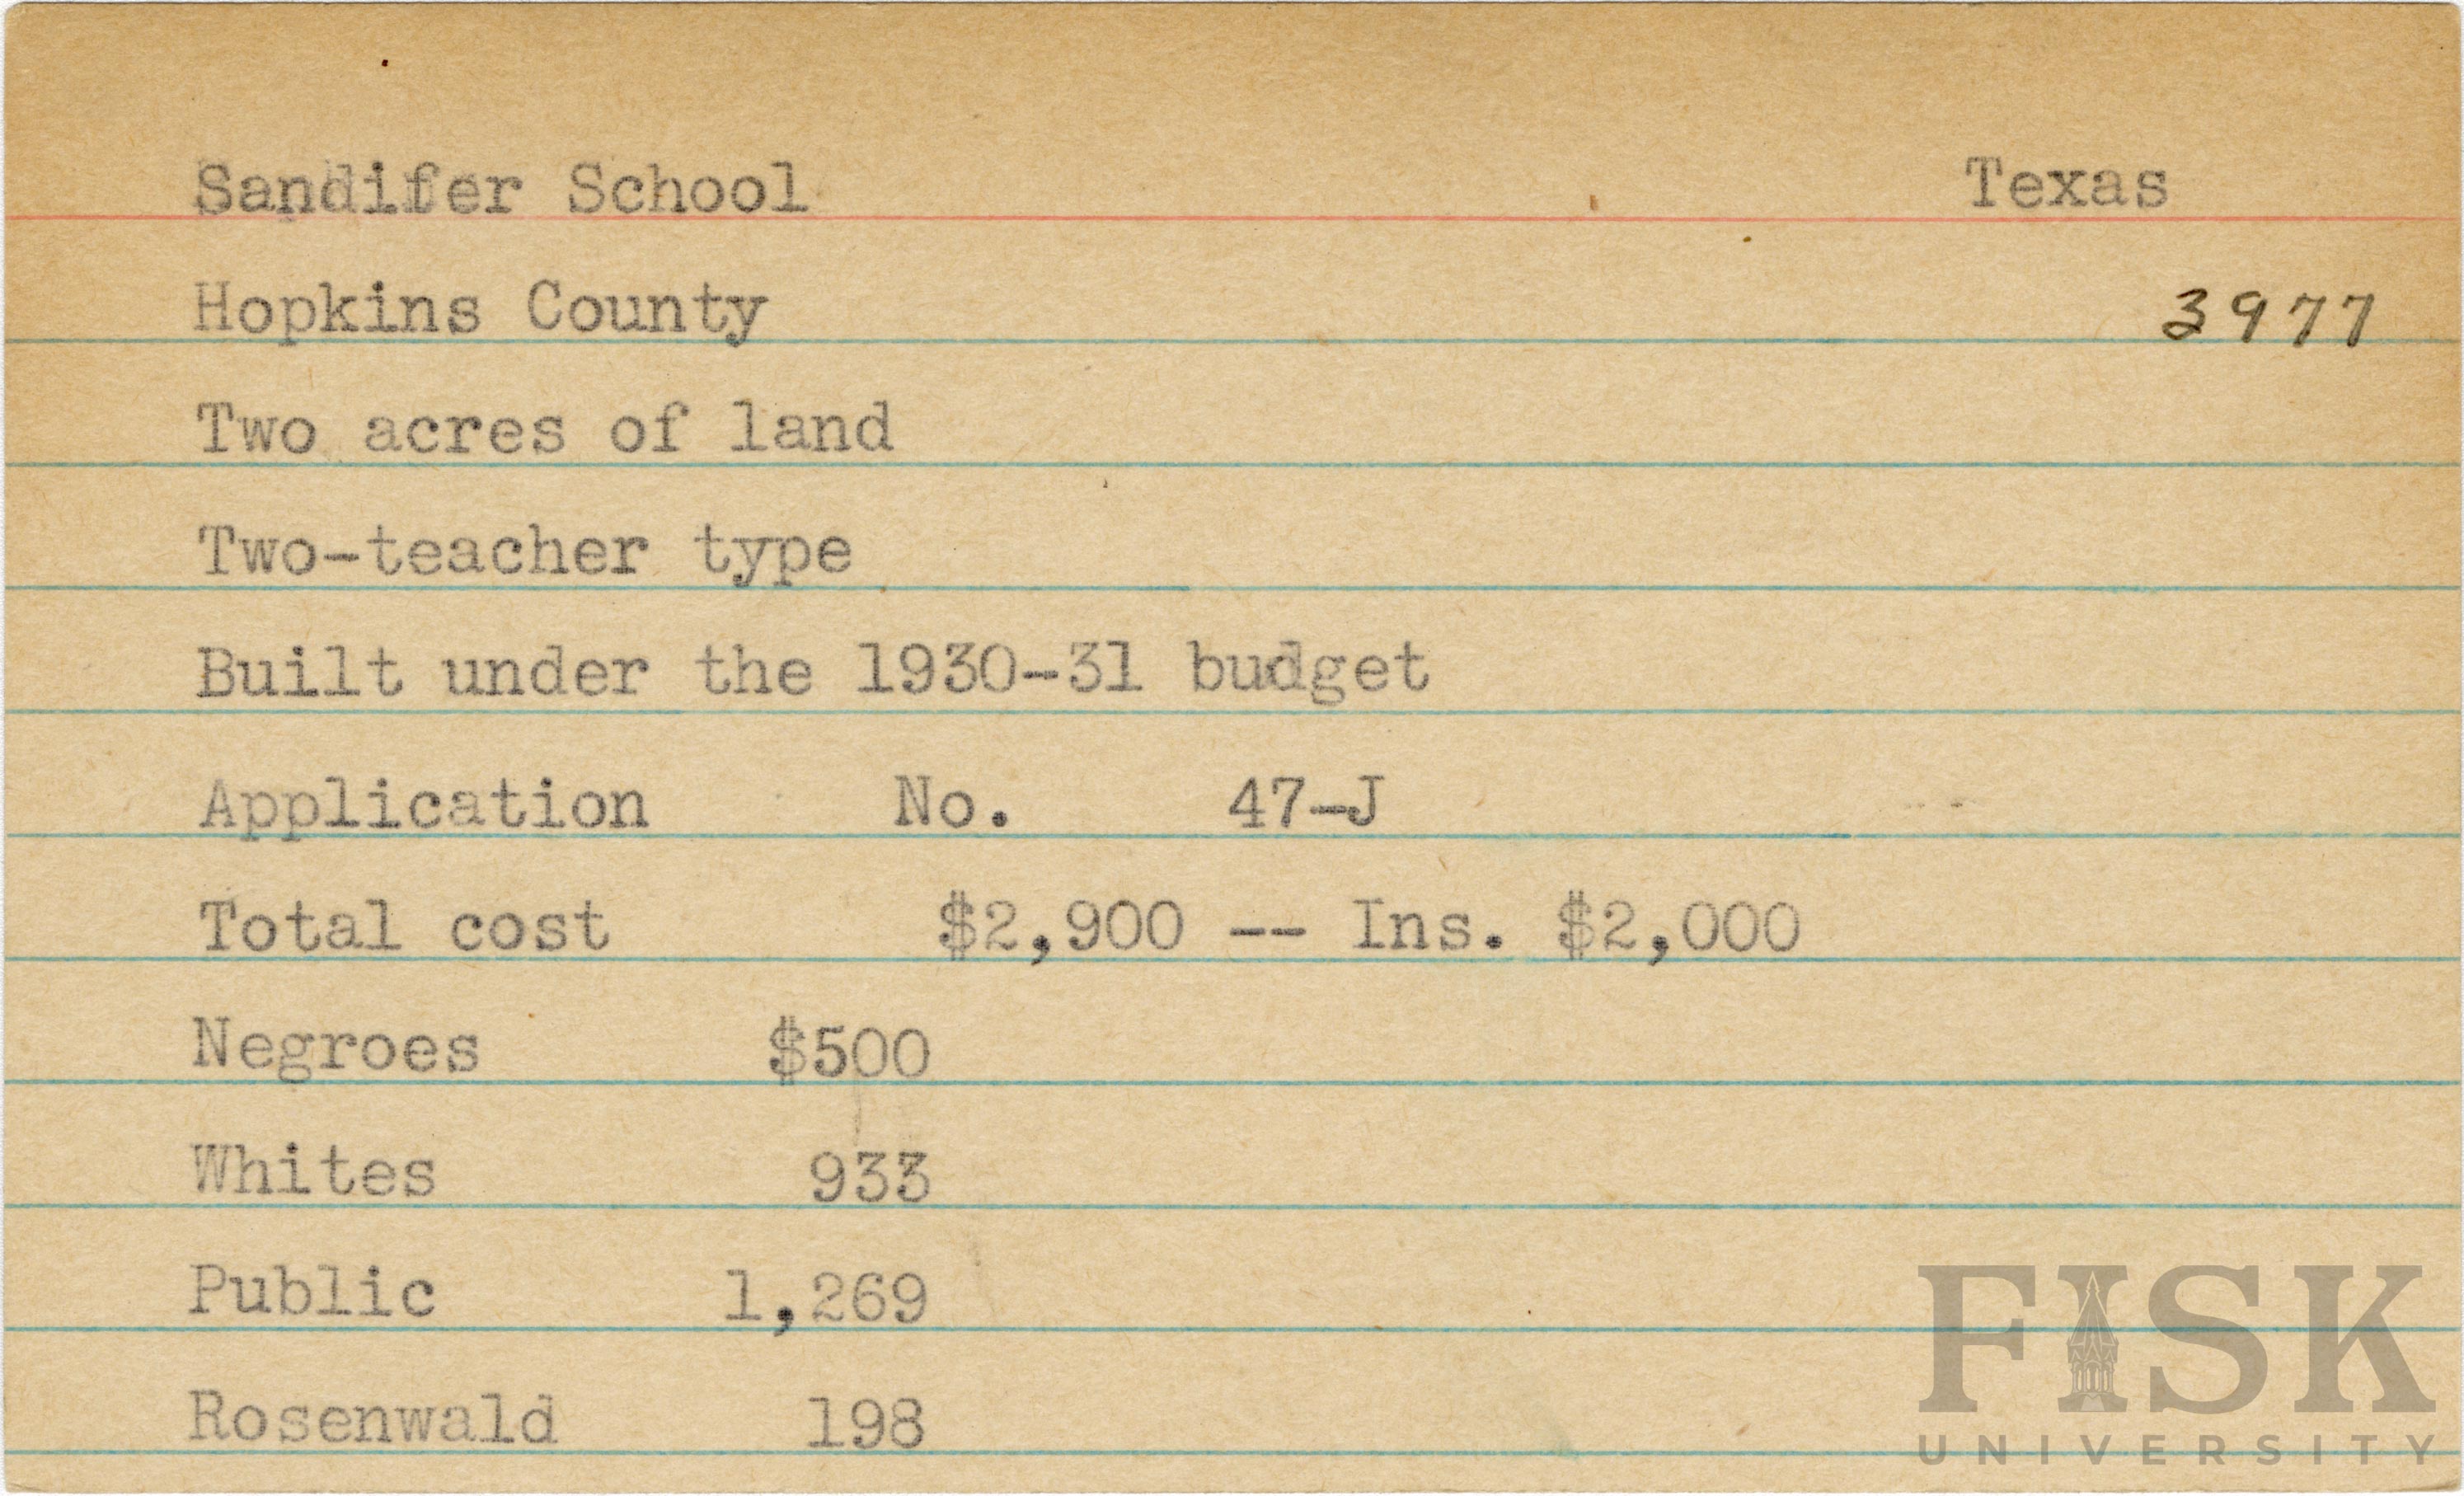 Sandifer School Texas
Hopkins County 3977
Two acres of land
Two-teacher type
Built under the 1930-31 budget
Application No. 47-J
Total cost $2,900 -- Ins. $2,000
Negroes $500
Whites 933
Public 1,269
Rosenwald 198
FISK
UNIVERSITY